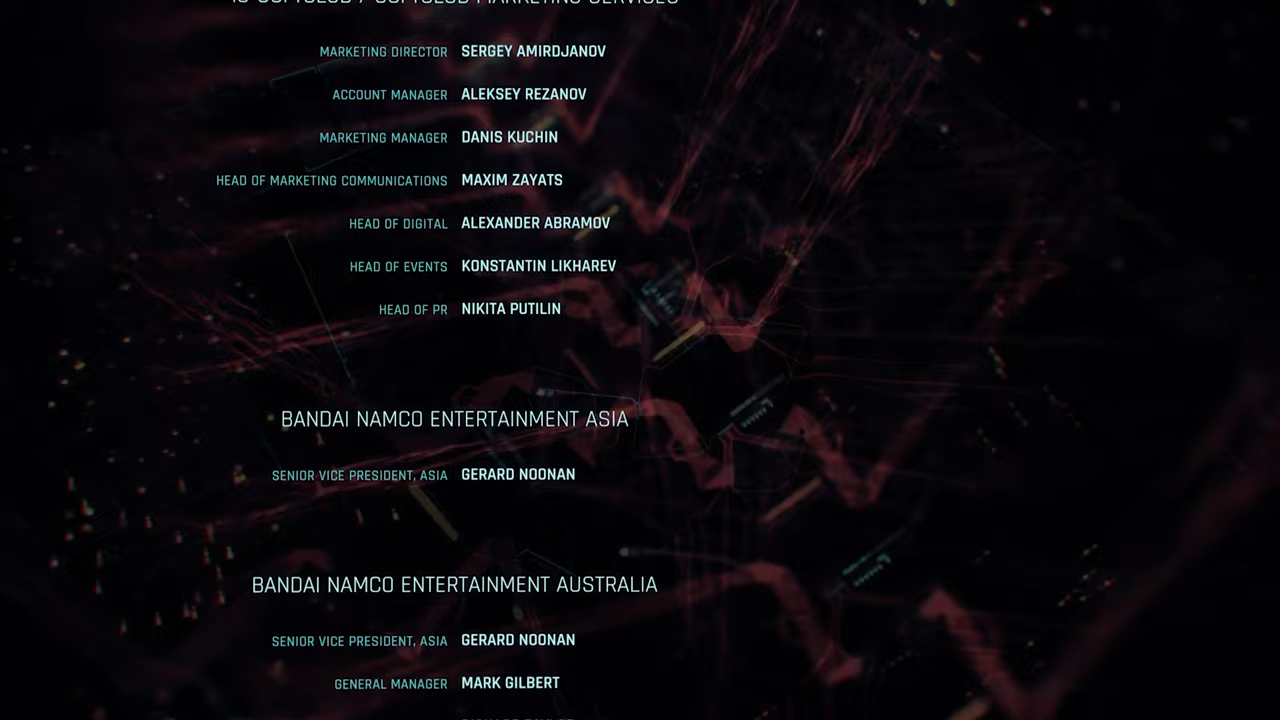 MARKETING DIRECTOR SERGEY AMIRDJANOV
ACCOUNT MANAGER ALEKSEY REZANOV
MARKETING MANAGER DANIS KUCHIN
HEAD OF MARKETING COMMUNICATIONS MAXIM ZAYATS
HEAD OF DIGITAL ALEXANDER ABRAMOV
HEAD OF EVENTS KONSTANTIN LIKHAREV
HEAD OF PR NIKITA PUTILIN
BANDAI NAMCO ENTERTAINMENT ASIA
SENIOR VICE PRESIDENT, ASIA GERARD NOONAN
BANDAI NAMCO ENTERTAINMENT AUSTRALIA
SENIOR VICE PRESIDENT, ASIA GERARD NOONAN
GENERAL MANAGER MARK GILBERT